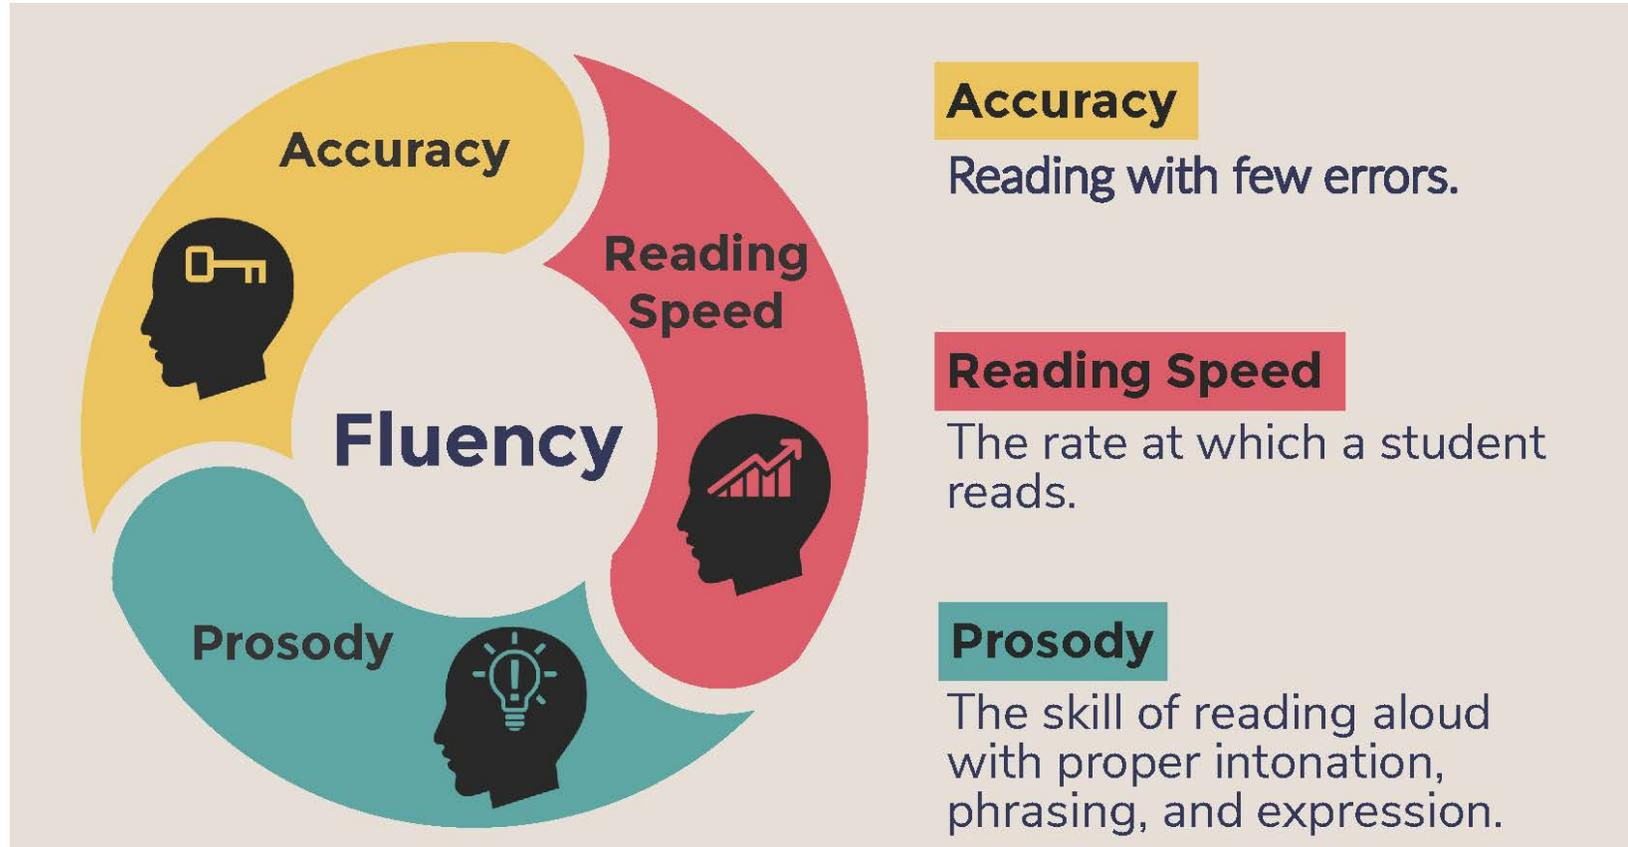 Accuracy
Reading
Speed
Fluency
Prosody
Accuracy
Reading with few errors.
Reading Speed
The rate at which a student
reads.
Prosody
The skill of reading aloud
with proper intonation,
phrasing, and expression.